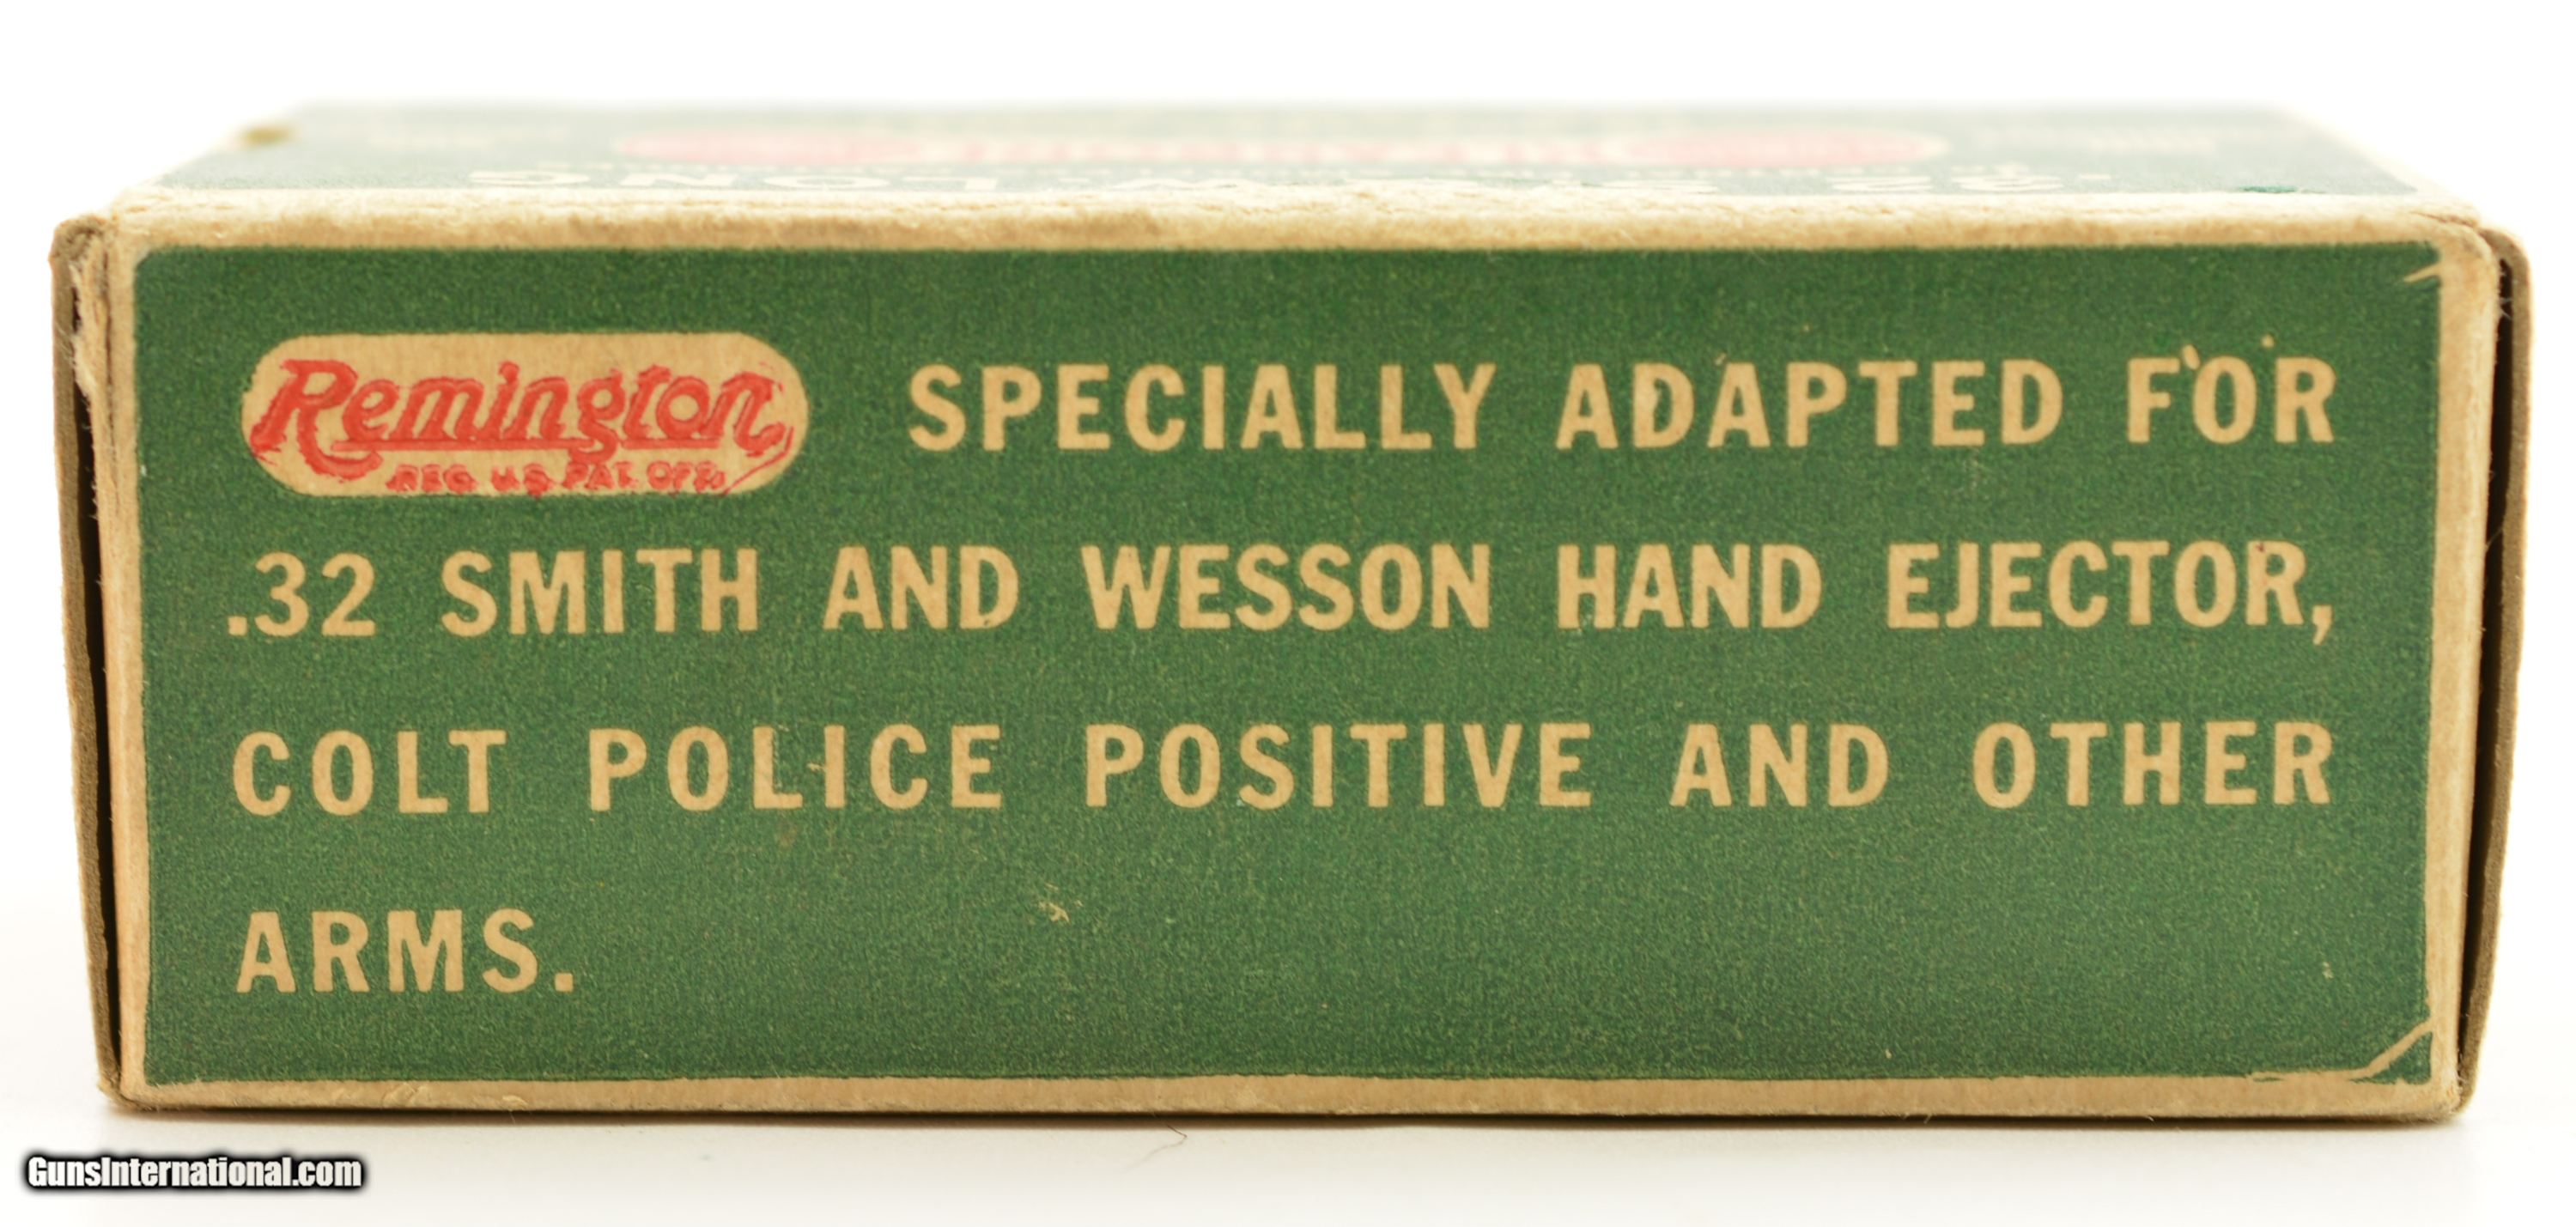 Remington, SPECIALLY ADAPTED FOR
REG. U.S. PAT. OFF.
.32 SMITH AND WESSON HAND EJECTOR,
COLT POLICE POSITIVE AND OTHER
ARMS.
GunsInternational.com